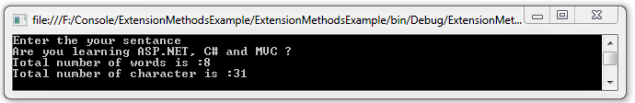 file:///F:/Console/ExtensionMethodsExample/ExtensionMethodsExample/bin/Debug/ExtensionMet...
Enter the your sentance
Are you learning ASP.NET, C# and MVC ?
Total number of words is :8
Total number of character is :31